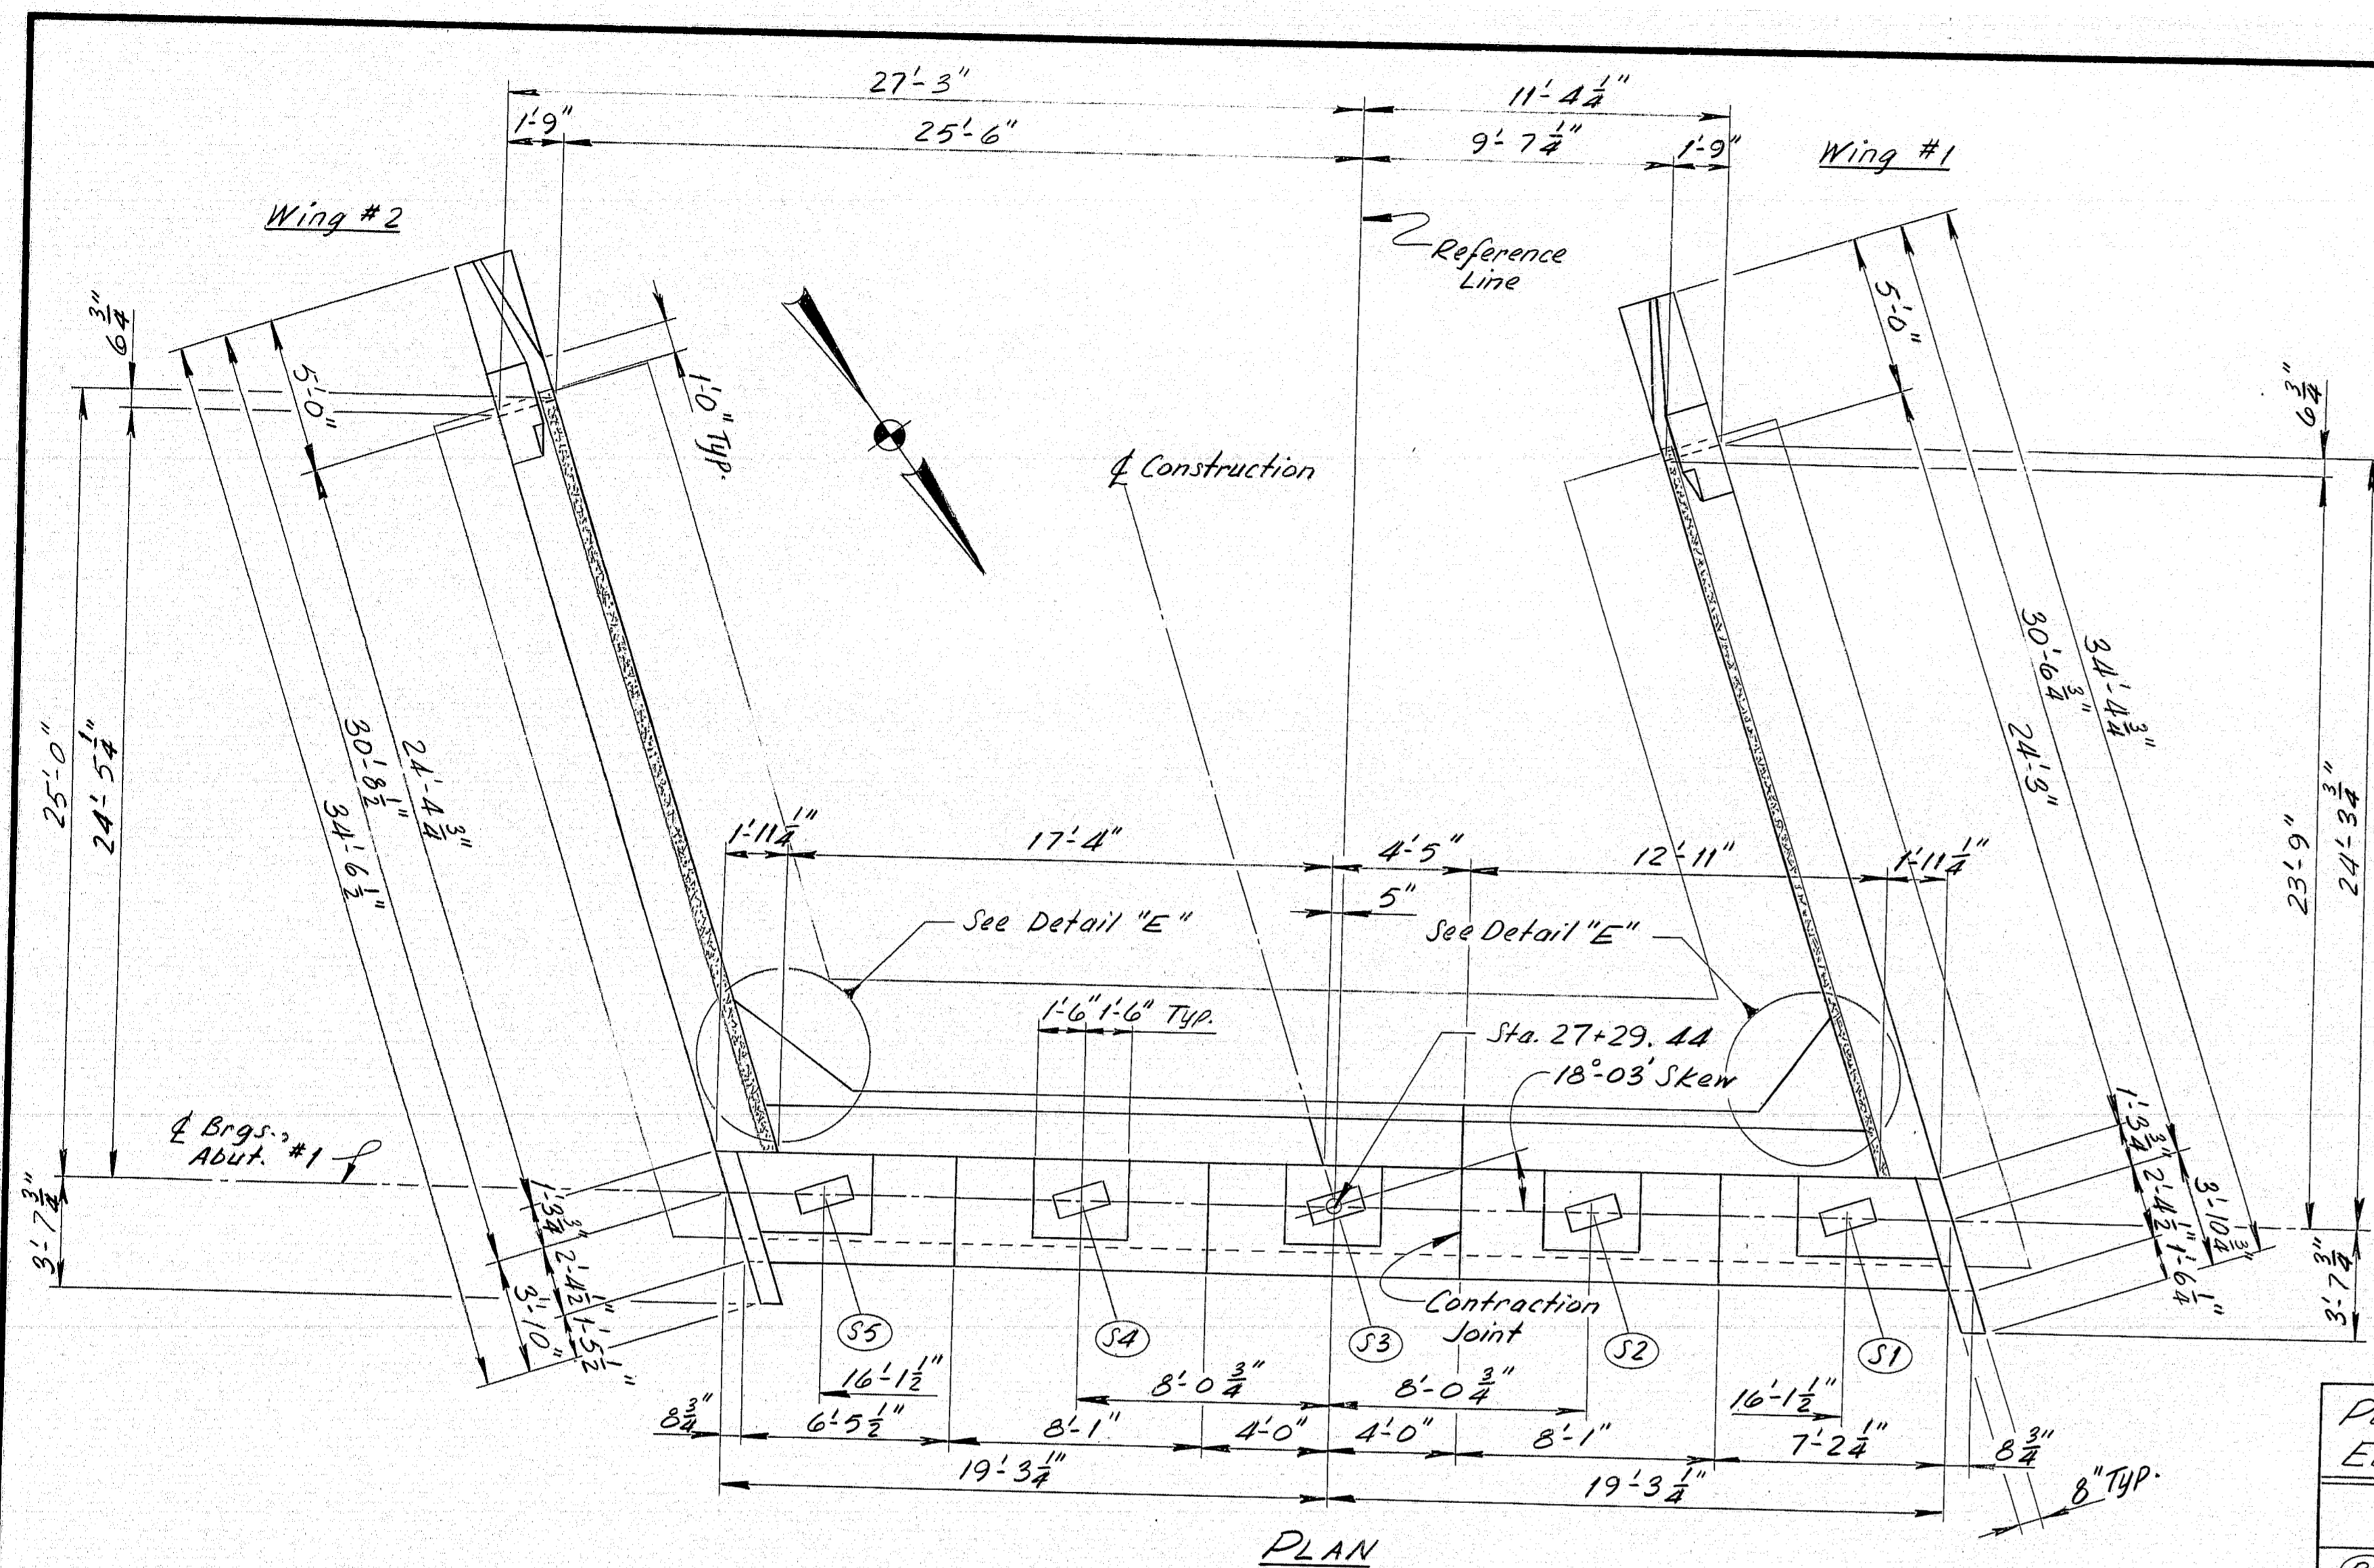 27'-3"
11'-4 1/4"
1'-9"
25'-6"
9'-7 1/4"
1'-9"
Wing #1
Wing #2
Reference
Line
6 3/4"
5'-0"
1'-0" Typ.
5'-0"
6 3/4"
℄ Construction
25'-0"
24'-5 1/4"
34'-6 1/2"
30'-8 1/2"
24'-4 3/4"
24'-3"
30'-6 3/4"
34'-4 3/4"
23'-9"
24'-3 3/4"
1'-11 1/4"
17'-4"
4'-5"
12'-11"
1'-11 1/4"
5"
See Detail "E"
See Detail "E"
1'-6" 1'-6" Typ.
Sta. 27+29.44
18°-03' Skew
℄ Brgs.,
Abut. #1
3'-7 3/4"
1'-3 3/4"
2'-4 1/2"
1'-5 1/2"
3'-10"
1'-3 3/4"
2'-4 1/2"
1'-6 1/4"
3'-10 3/4"
3'-7 3/4"
Contraction
Joint
S5
S4
S3
S2
S1
16'-1 1/2"
8'-0 3/4"
8'-0 3/4"
16'-1 1/2"
8 3/4"
6'-5 1/2"
8'-1"
4'-0"
4'-0"
8'-1"
7'-2 1/4"
8 3/4"
19'-3 1/4"
19'-3 1/4"
8" Typ.
PLAN